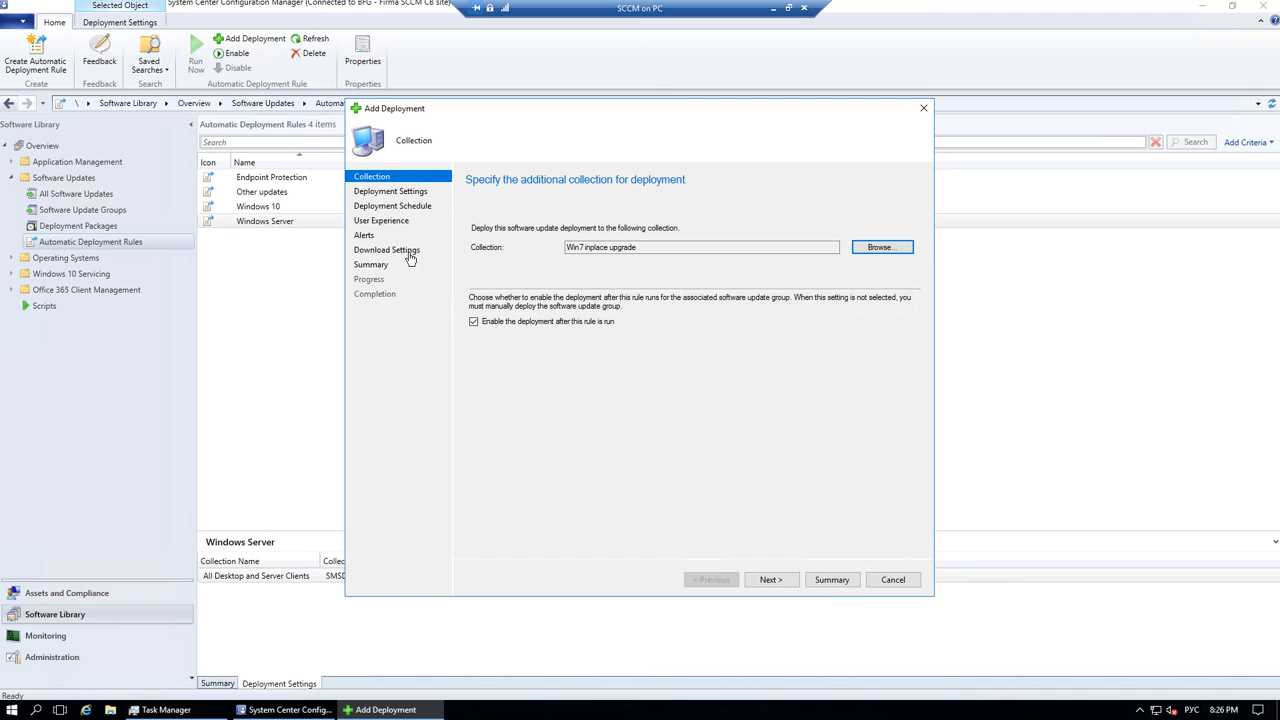 Selected Object
System Center Configuration Manager (Connected to BFG - Firma SCCM CB site)
SCCM on PC
Home
Deployment Settings
Create Automatic
Deployment Rule
Create
Feedback
Feedback
Saved
Searches
Search
Run
Now
Add Deployment
Enable
Disable
Refresh
Delete
Automatic Deployment Rule
Properties
Properties
\ Software Library Overview Software Updates Automa
Software Library
Overview
Application Management
Software Updates
All Software Updates
Software Update Groups
Deployment Packages
Automatic Deployment Rules
Operating Systems
Windows 10 Servicing
Office 365 Client Management
Scripts
Assets and Compliance
Software Library
Monitoring
Administration
Automatic Deployment Rules 4 items
Search
Search
Add Criteria
Icon Name
Endpoint Protection
Other updates
Windows 10
Windows Server
Windows Server
Collection Name Collec
All Desktop and Server Clients SMSD
Summary Deployment Settings
Add Deployment
Collection
Collection
Deployment Settings
Deployment Schedule
User Experience
Alerts
Download Settings
Summary
Progress
Completion
Specify the additional collection for deployment
Deploy this software update deployment to the following collection.
Collection: Win7 inplace upgrade Browse...
Choose whether to enable the deployment after this rule runs for the associated software update group. When this setting is not selected, you
must manually deploy the software update group.
Enable the deployment after this rule is run
< Previous Next > Summary Cancel
Ready
Task Manager System Center Config... Add Deployment РУС 8:26 PM